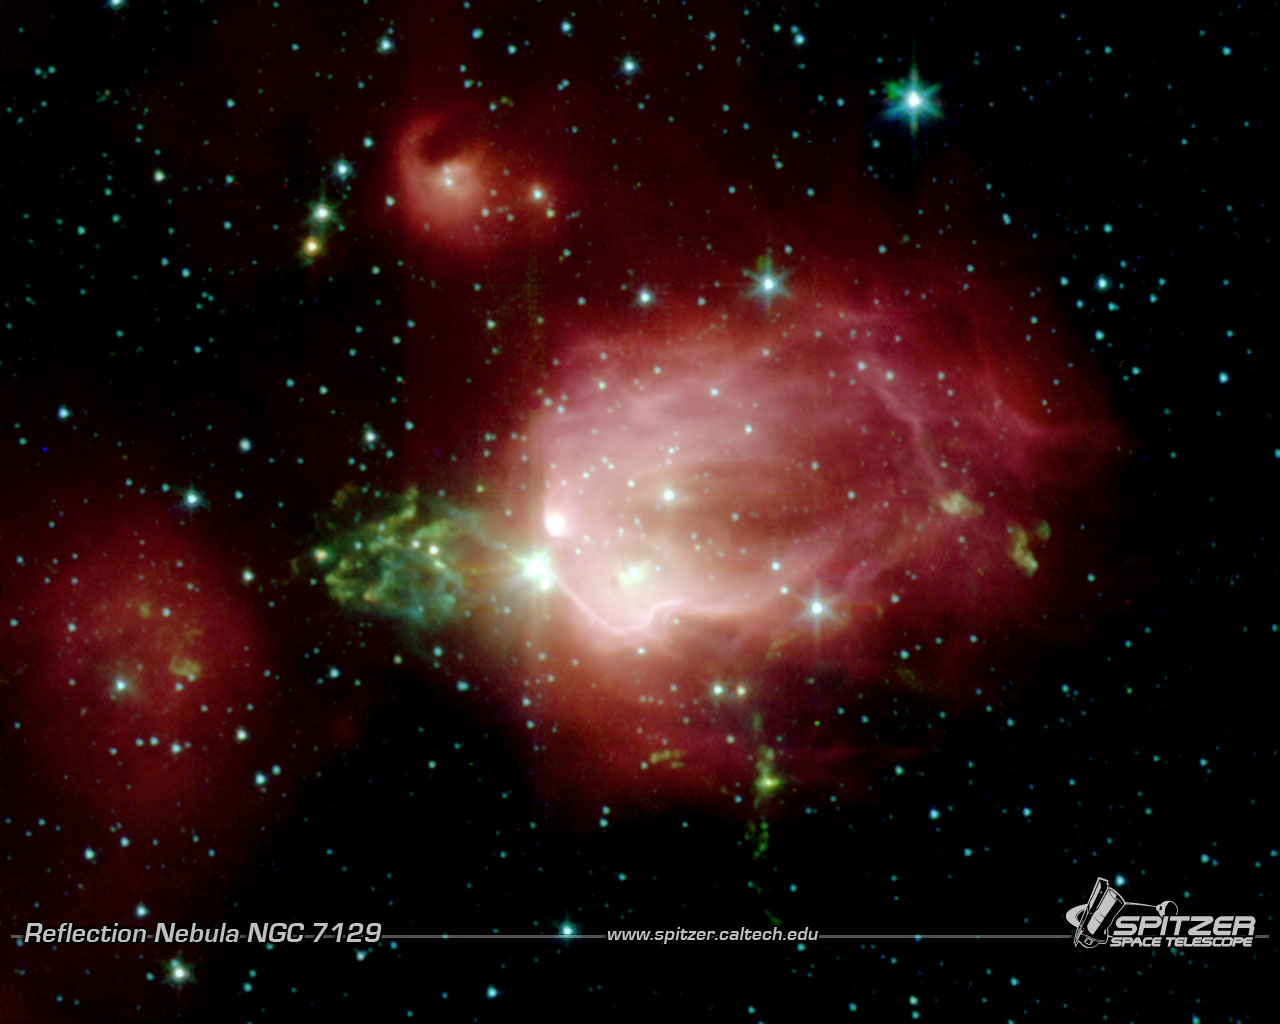 Reflection Nebula NGC 7129
www.spitzer.caltech.edu
SPITZER
SPACE TELESCOPE